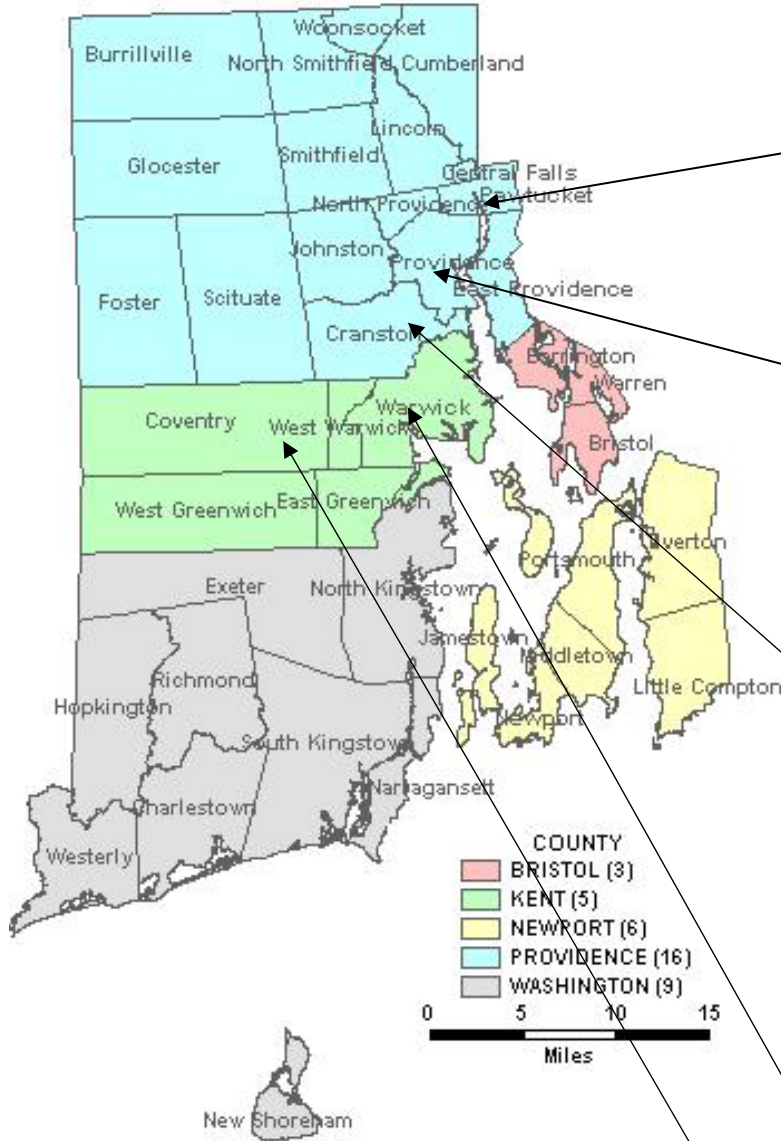 Woonsocket
Burrillville
North Smithfield Cumberland
Lincoln
Smithfield
Glocester
Central Falls
Pawtucket
North Providence
Johnston
Providence
East Providence
Foster
Scituate
Cranston
Barrington
Warren
Warwick
Coventry
West Warwick
Bristol
West Greenwich
East Greenwich
Portsmouth
Tiverton
Exeter
North Kingstown
Jamestown
Middletown
Richmond
Little Compton
Hopkington
Newport
South Kingstown
Narragansett
Charlestown
Westerly
COUNTY
BRISTOL (3)
KENT (5)
NEWPORT (6)
PROVIDENCE (16)
WASHINGTON (9)
0 5 10 15
Miles
New Shoreham